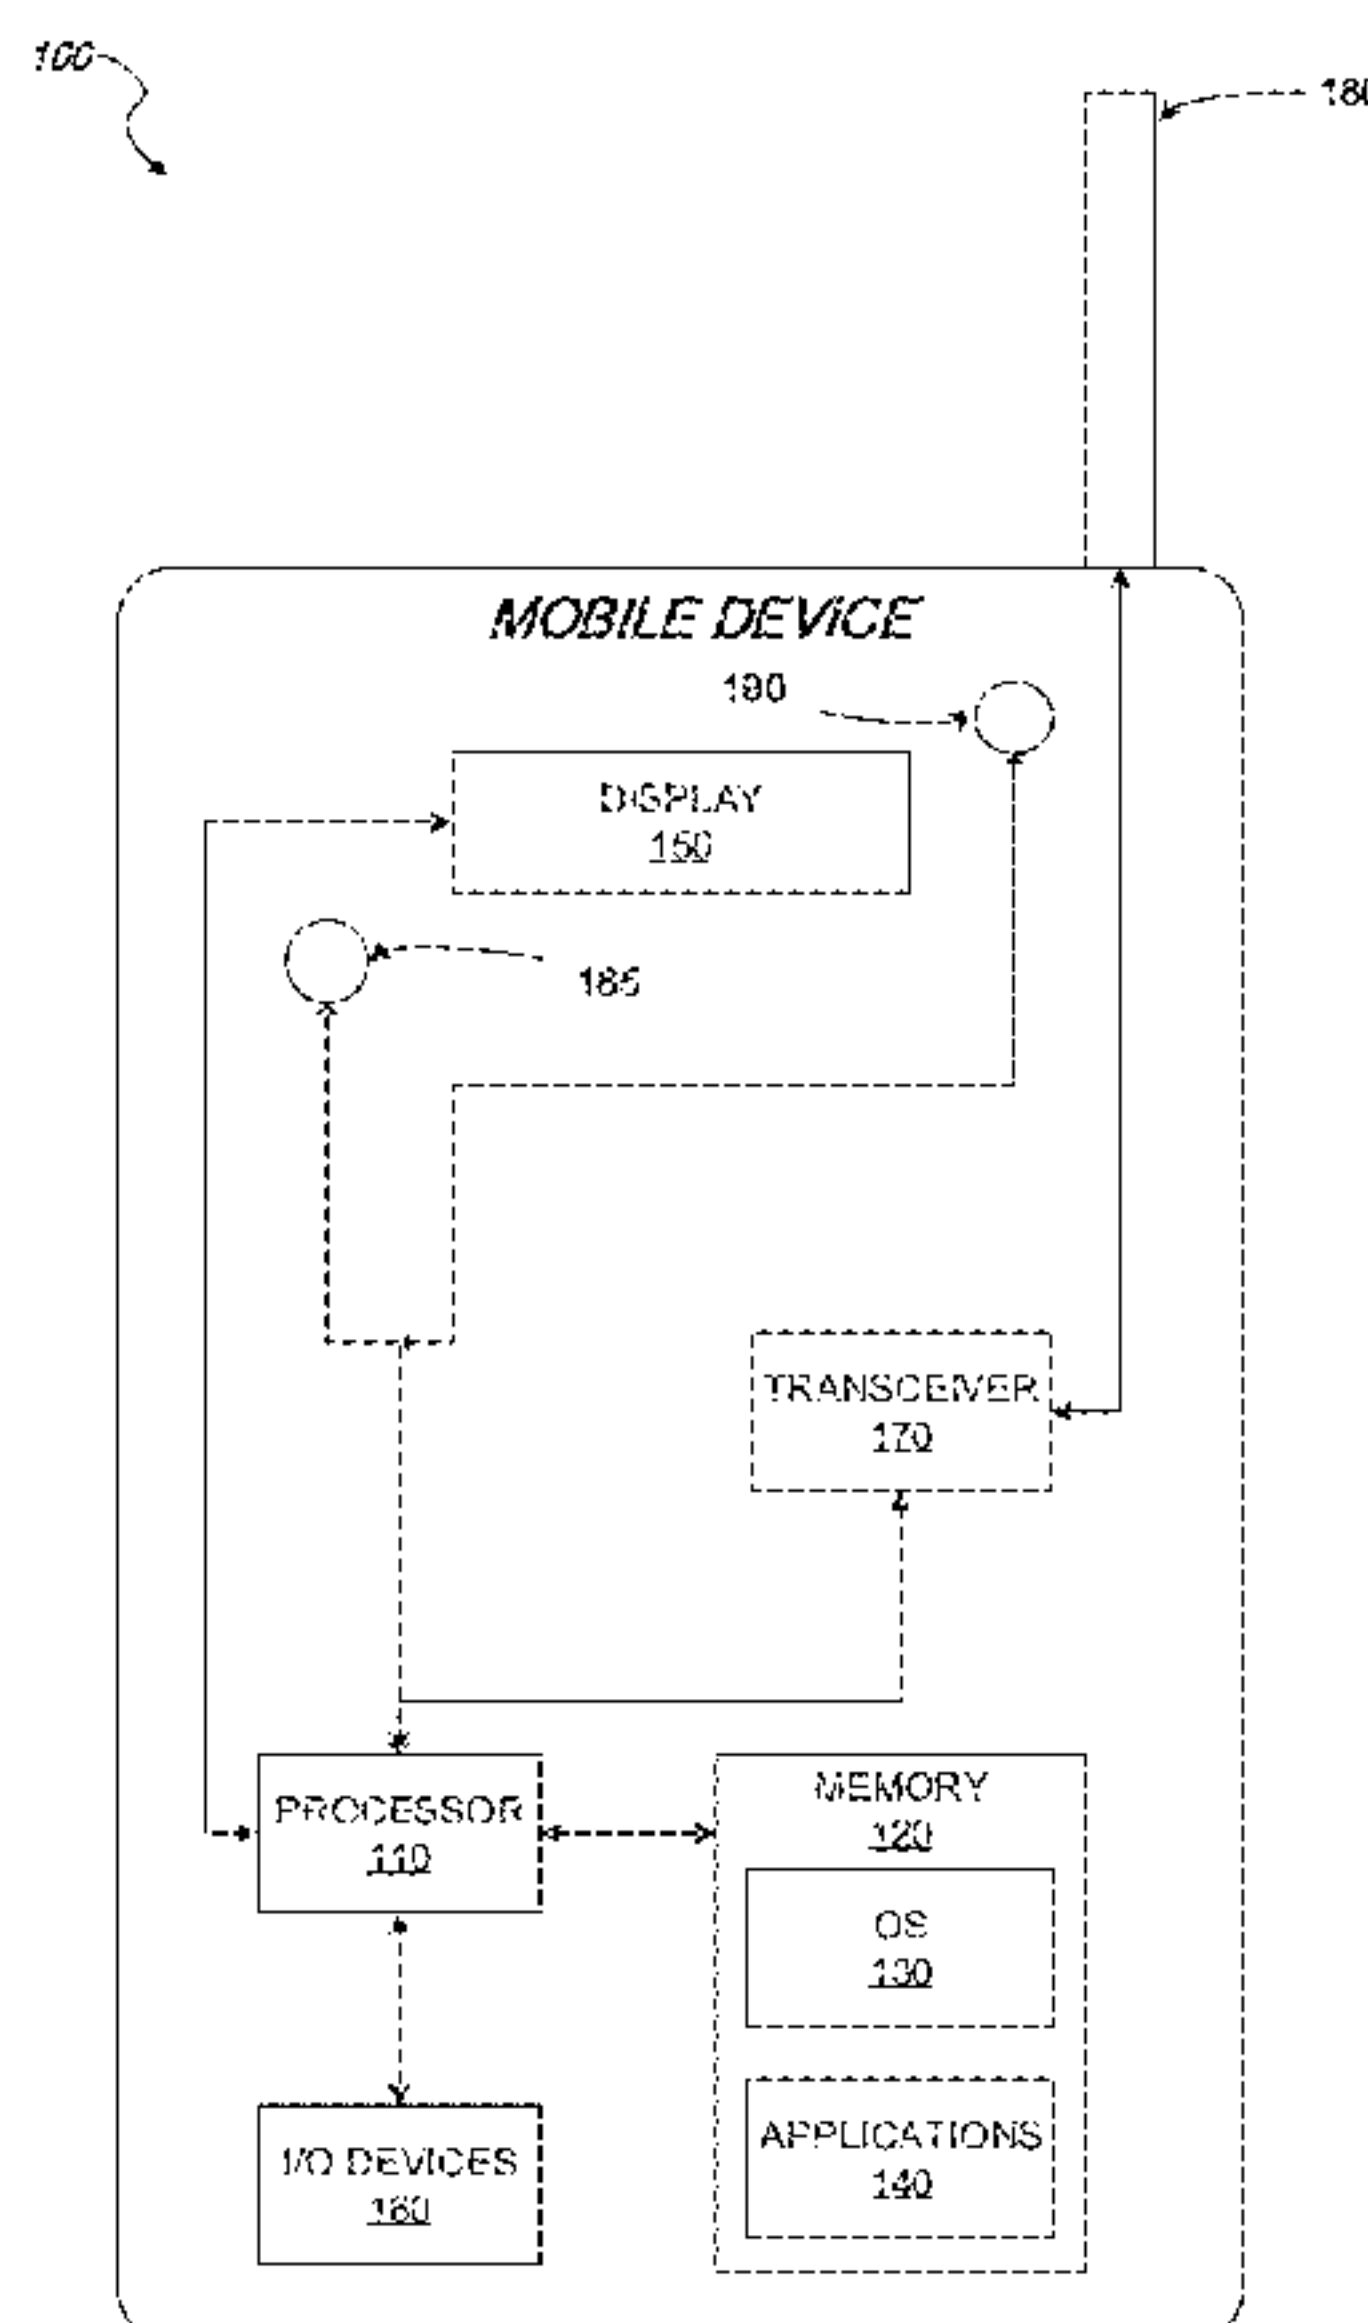 100
180
MOBILE DEVICE
190
DISPLAY
150
185
TRANSCEIVER
170
PROCESSOR
110
MEMORY
120
OS
130
APPLICATIONS
140
I/O DEVICES
160